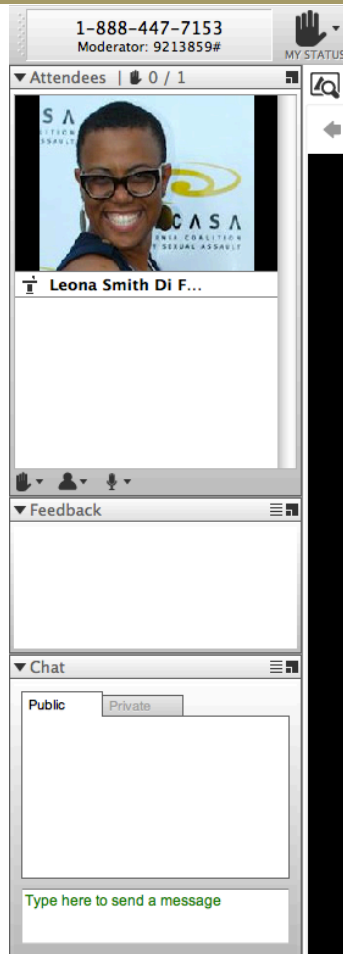 1-888-447-7153
Moderator: 9213859#
MY STATUS
Attendees | 0 / 1
S A
C A S A
Leona Smith Di F...
Feedback
Chat
Public
Private
Type here to send a message